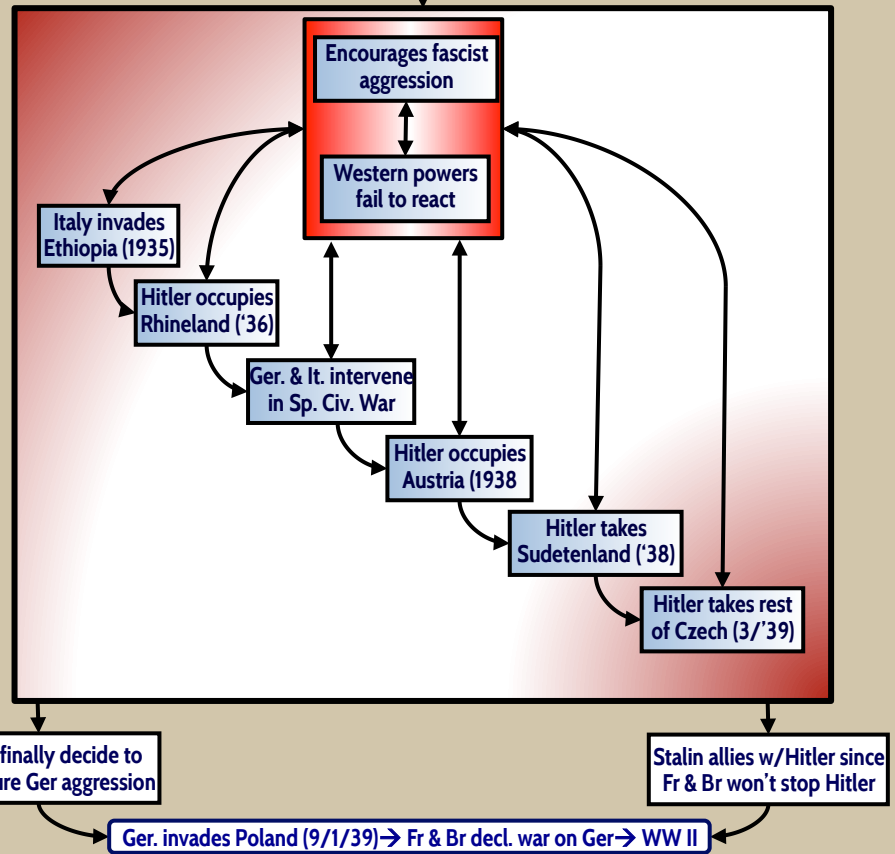 Encourages fascist
aggression
Western powers
fail to react
Italy invades
Ethiopia (1935)
Hitler occupies
Rhineland (‘36)
Ger. & It. intervene
in Sp. Civ. War
Hitler occupies
Austria (1938
Hitler takes
Sudetenland (‘38)
Hitler takes rest
of Czech (3/’39)
finally decide to
Ger aggression
Stalin allies w/Hitler since
Fr & Br won’t stop Hitler
Ger. invades Poland (9/1/39)→ Fr & Br decl. war on Ger→ WW II